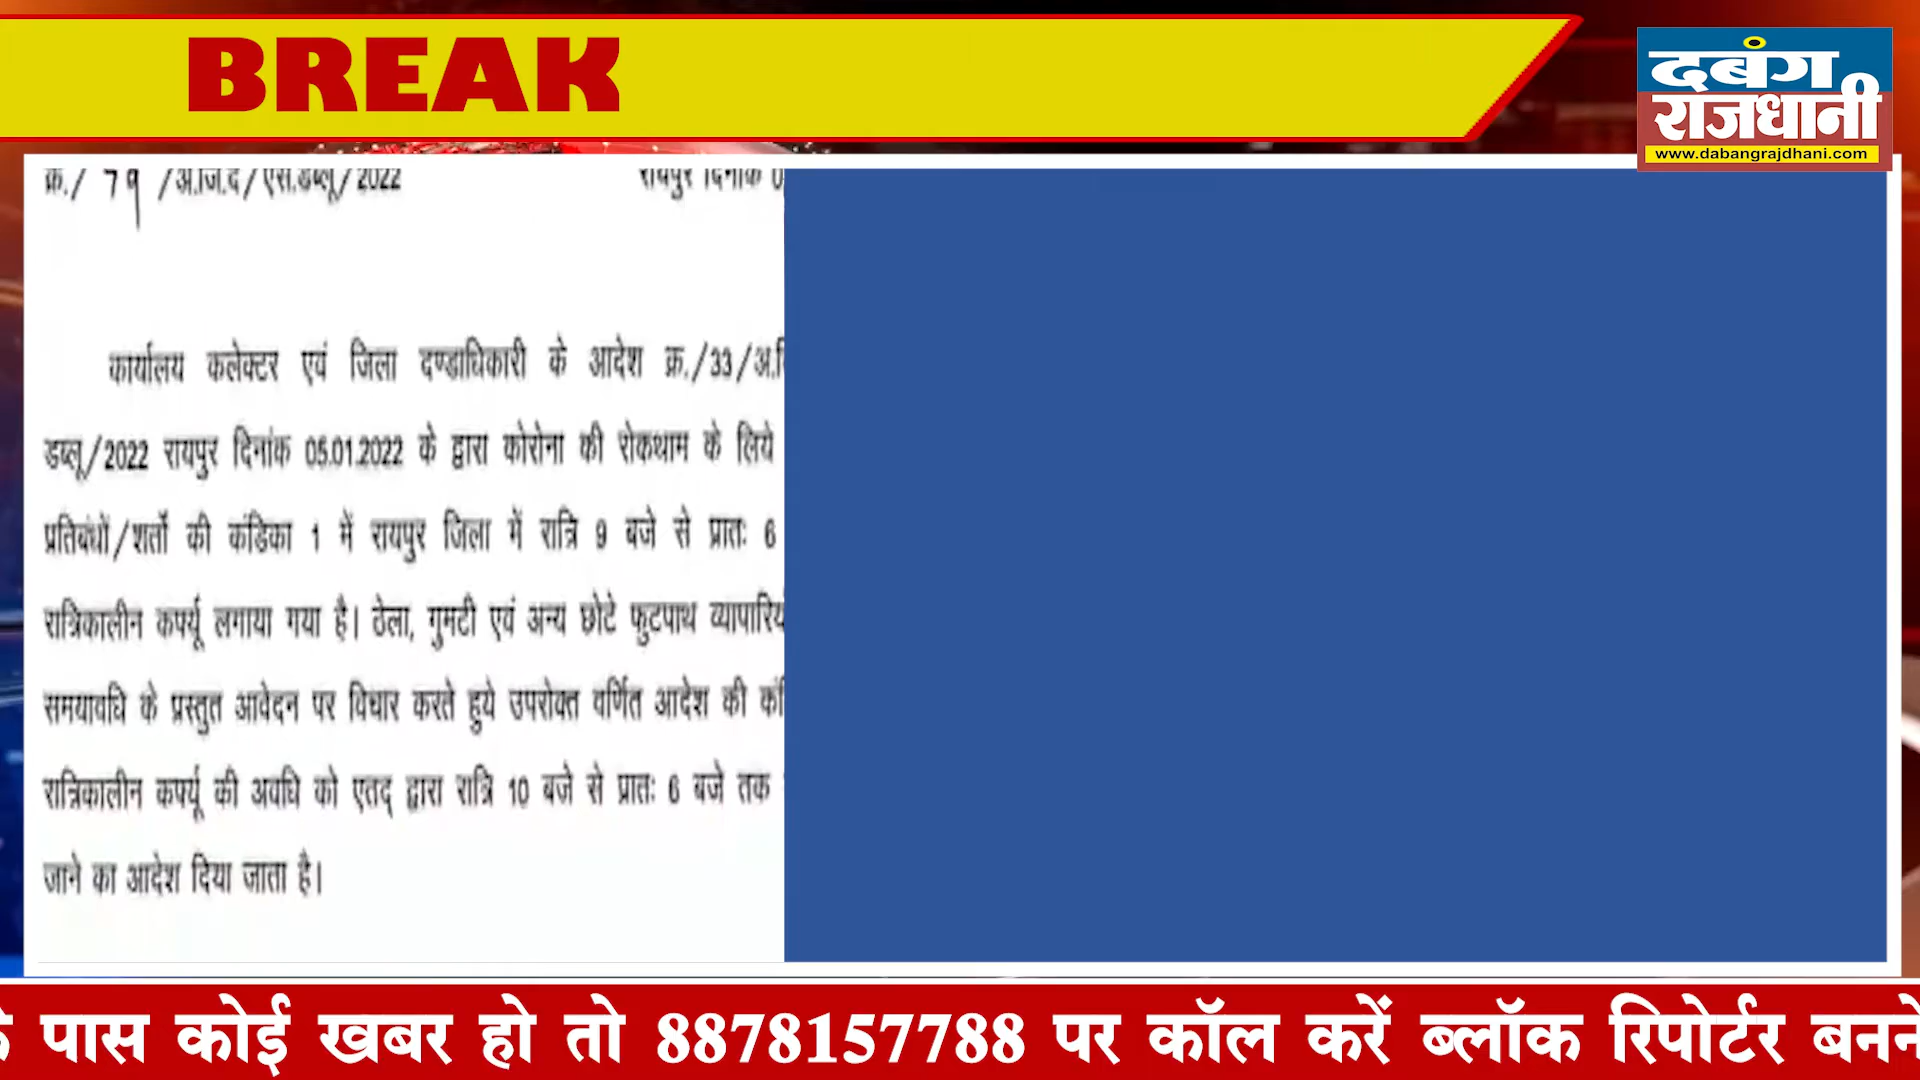 BREAK
दबंग
राजधानी
www.dabangrajdhani.com
क्र./ 79 /अ.जि.द/एस.डब्लू/2022 रायपुर दिनांक
कार्यालय कलेक्टर एवं जिला दण्डाधिकारी के आदेश क्र./33/अ.
डब्लू/2022 रायपुर दिनांक 05.01.2022 के द्वारा कोरोना की रोकथाम के लिये
प्रतिबंधों/शर्तो की कंडिका 1 में रायपुर जिला में रात्रि 9 बजे से प्रातः 6
रात्रिकालीन कर्फ्यू लगाया गया है। ठेला, गुमटी एवं अन्य छोटे फुटपाथ
समयावधि के प्रस्तुत आवेदन पर विचार करते हुये उपरोक्त वर्णित आदेश की
रात्रिकालीन कर्फ्यू की अवधि को एतद् द्वारा रात्रि 10 बजे से प्रातः 6 बजे तक
जाने का आदेश दिया जाता है।
पास कोई खबर हो तो 8878157788 पर कॉल करें ब्लॉक रिपोर्टर बनने